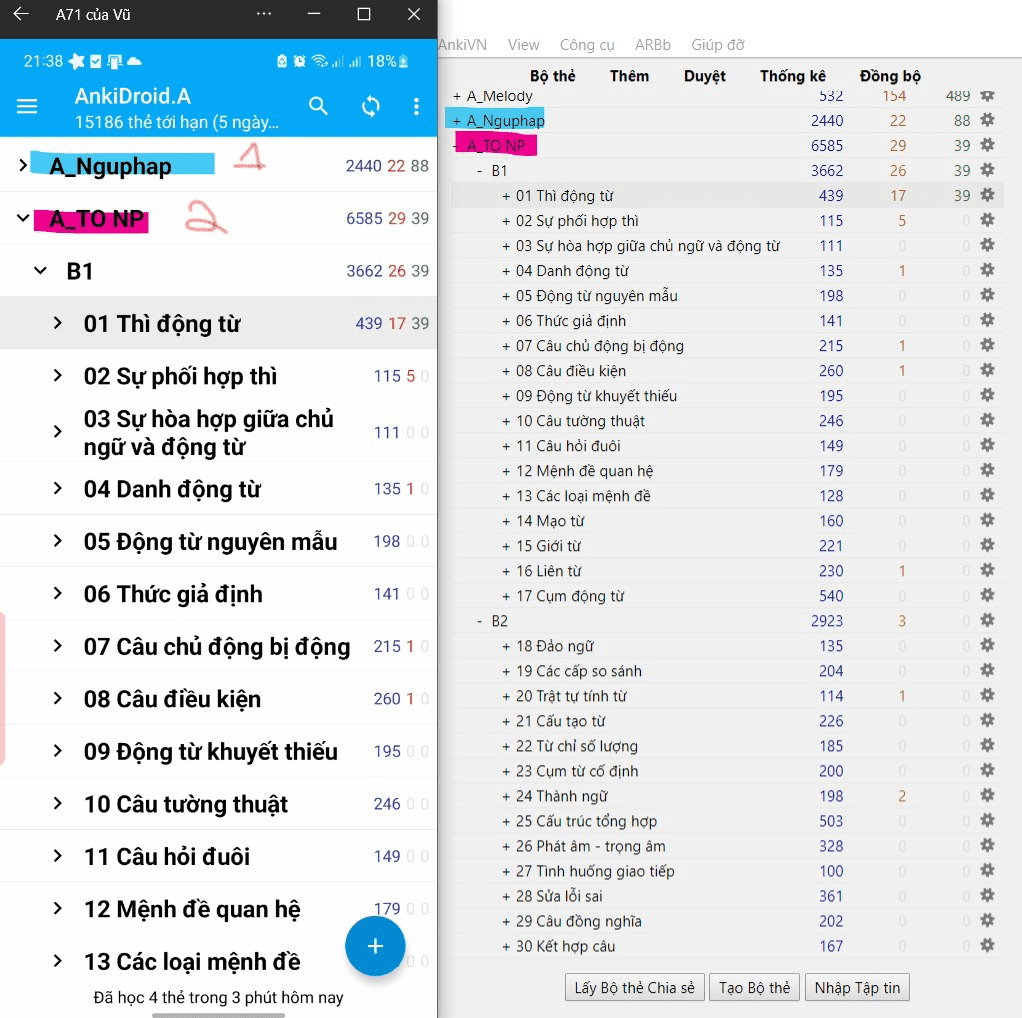 A71 của Vũ
21:38 18%
AnkiDroid.A
15186 thẻ tới hạn (5 ngày...
A_Nguphap 1 2440 22 88
A_TO NP 2 6585 29 39
B1 3662 26 39
01 Thì động từ 439 17 39
02 Sự phối hợp thì 115 5 0
03 Sự hòa hợp giữa chủ
ngữ và động từ 111 0 0
04 Danh động từ 135 1 0
05 Động từ nguyên mẫu 198 0 0
06 Thức giả định 141 0 0
07 Câu chủ động bị động 215 1 0
08 Câu điều kiện 260 1 0
09 Động từ khuyết thiếu 195 0 0
10 Câu tường thuật 246 0 0
11 Câu hỏi đuôi 149 0 0
12 Mệnh đề quan hệ 179 0 0
13 Các loại mệnh đề 0 0
Đã học 4 thẻ trong 3 phút hôm nay
AnkiVN View Công cụ ARBb Giúp đỡ
Bộ thẻ Thêm Duyệt Thống kê Đồng bộ
+ A_Melody 532 154 489
+ A_Nguphap 2440 22 88
- A_TO NP 6585 29 39
- B1 3662 26 39
+ 01 Thì động từ 439 17 39
+ 02 Sự phối hợp thì 115 5 0
+ 03 Sự hòa hợp giữa chủ ngữ và động từ 111 0 0
+ 04 Danh động từ 135 1 0
+ 05 Động từ nguyên mẫu 198 0 0
+ 06 Thức giả định 141 0 0
+ 07 Câu chủ động bị động 215 1 0
+ 08 Câu điều kiện 260 1 0
+ 09 Động từ khuyết thiếu 195 0 0
+ 10 Câu tường thuật 246 0 0
+ 11 Câu hỏi đuôi 149 0 0
+ 12 Mệnh đề quan hệ 179 0 0
+ 13 Các loại mệnh đề 128 0 0
+ 14 Mạo từ 160 0 0
+ 15 Giới từ 221 0 0
+ 16 Liên từ 230 1 0
+ 17 Cụm động từ 540 0 0
- B2 2923 3 0
+ 18 Đảo ngữ 135 0 0
+ 19 Các cấp so sánh 204 0 0
+ 20 Trật tự tính từ 114 1 0
+ 21 Cấu tạo từ 226 0 0
+ 22 Từ chỉ số lượng 185 0 0
+ 23 Cụm từ cố định 200 0 0
+ 24 Thành ngữ 198 2 0
+ 25 Cấu trúc tổng hợp 503 0 0
+ 26 Phát âm - trọng âm 328 0 0
+ 27 Tình huống giao tiếp 100 0 0
+ 28 Sửa lỗi sai 361 0 0
+ 29 Câu đồng nghĩa 202 0 0
+ 30 Kết hợp câu 167 0 0
Lấy Bộ thẻ Chia sẻ Tạo Bộ thẻ Nhập Tập tin